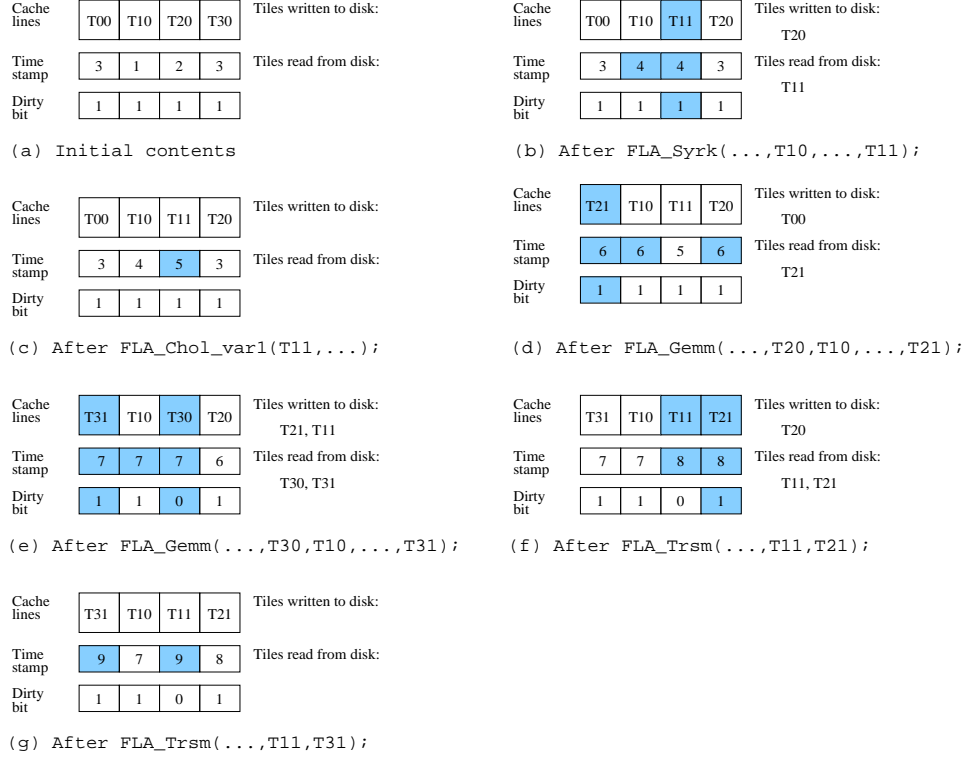 Cache lines T00 T10 T20 T30 Tiles written to disk:
Time stamp 3 1 2 3 Tiles read from disk:
Dirty bit 1 1 1 1
(a) Initial contents
Cache lines T00 T10 T11 T20 Tiles written to disk:
T20
Time stamp 3 4 4 3 Tiles read from disk:
T11
Dirty bit 1 1 1 1
(b) After FLA_Syrk(...,T10,...,T11);
Cache lines T00 T10 T11 T20 Tiles written to disk:
Time stamp 3 4 5 3 Tiles read from disk:
Dirty bit 1 1 1 1
(c) After FLA_Chol_var1(T11,...);
Cache lines T21 T10 T11 T20 Tiles written to disk:
T00
Time stamp 6 6 5 6 Tiles read from disk:
T21
Dirty bit 1 1 1 1
(d) After FLA_Gemm(...,T20,T10,...,T21);
Cache lines T31 T10 T30 T20 Tiles written to disk:
T21, T11
Time stamp 7 7 7 6 Tiles read from disk:
T30, T31
Dirty bit 1 1 0 1
(e) After FLA_Gemm(...,T30,T10,...,T31);
Cache lines T31 T10 T11 T21 Tiles written to disk:
T20
Time stamp 7 7 8 8 Tiles read from disk:
T11, T21
Dirty bit 1 1 0 1
(f) After FLA_Trsm(...,T11,T21);
Cache lines T31 T10 T11 T21 Tiles written to disk:
Time stamp 9 7 9 8 Tiles read from disk:
Dirty bit 1 1 0 1
(g) After FLA_Trsm(...,T11,T31);